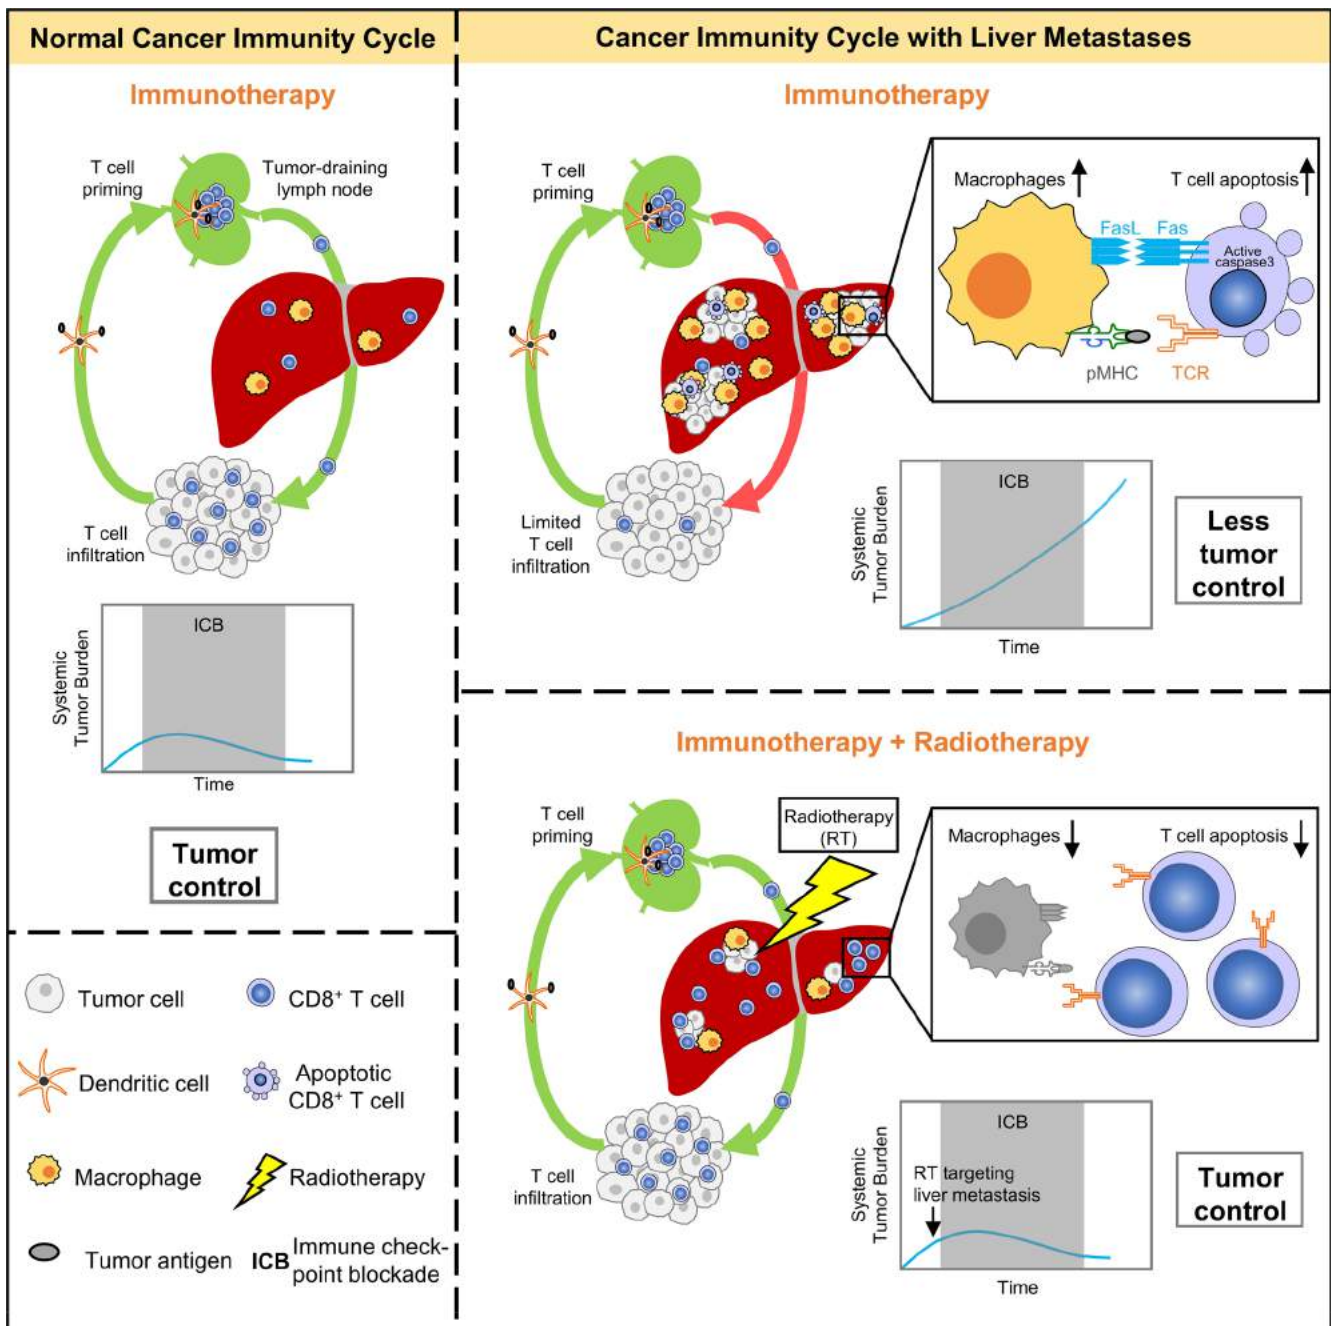 Normal Cancer Immunity Cycle
Immunotherapy
T cell
priming
Tumor-draining
lymph node
T cell
infiltration
ICB
Systemic
Tumor Burden
Time
Tumor
control
Tumor cell
CD8⁺ T cell
Dendritic cell
Apoptotic
CD8⁺ T cell
Macrophage
Radiotherapy
Tumor antigen
ICB Immune check-
point blockade
Cancer Immunity Cycle with Liver Metastases
Immunotherapy
T cell
priming
Macrophages
T cell apoptosis
FasL
Fas
Active
caspase3
pMHC
TCR
Limited
T cell
infiltration
ICB
Systemic
Tumor Burden
Time
Less
tumor
control
Immunotherapy + Radiotherapy
T cell
priming
Radiotherapy
(RT)
Macrophages
T cell apoptosis
T cell
infiltration
ICB
RT targeting
liver metastasis
Systemic
Tumor Burden
Time
Tumor
control